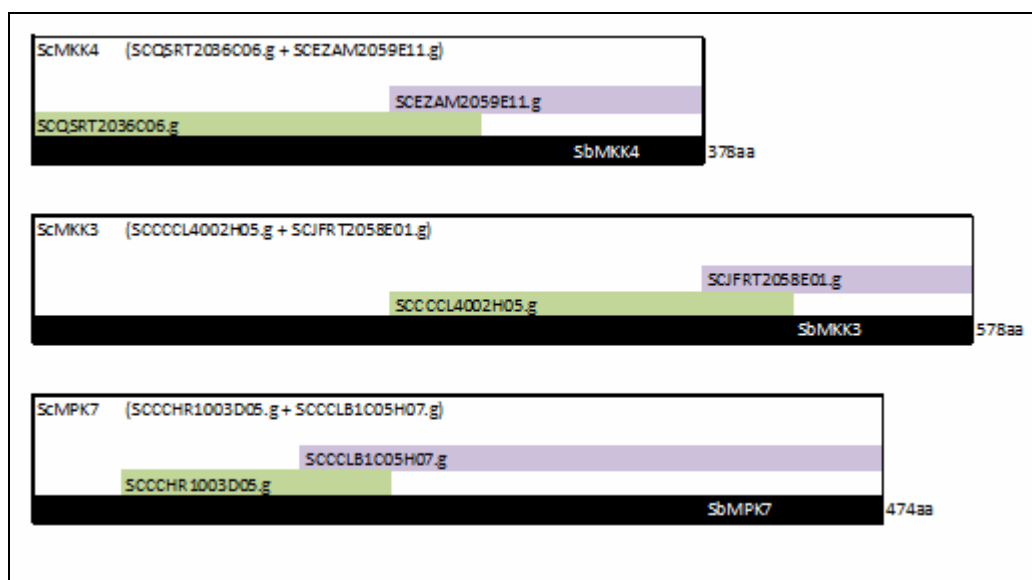 ScMKK4 (SCQSRT2036C06.g + SCEZAM2059E11.g)
SCEZAM2059E11.g
SCQSRT2036C06.g
SbMKK4 378aa
ScMKK3 (SCCCCL4002H05.g + SCJFRT2058E01.g)
SCJFRT2058E01.g
SCCCCL4002H05.g
SbMKK3 578aa
ScMPK7 (SCCCHR1003D05.g + SCCCLB1C05H07.g)
SCCCLB1C05H07.g
SCCCHR1003D05.g
SbMPK7 474aa